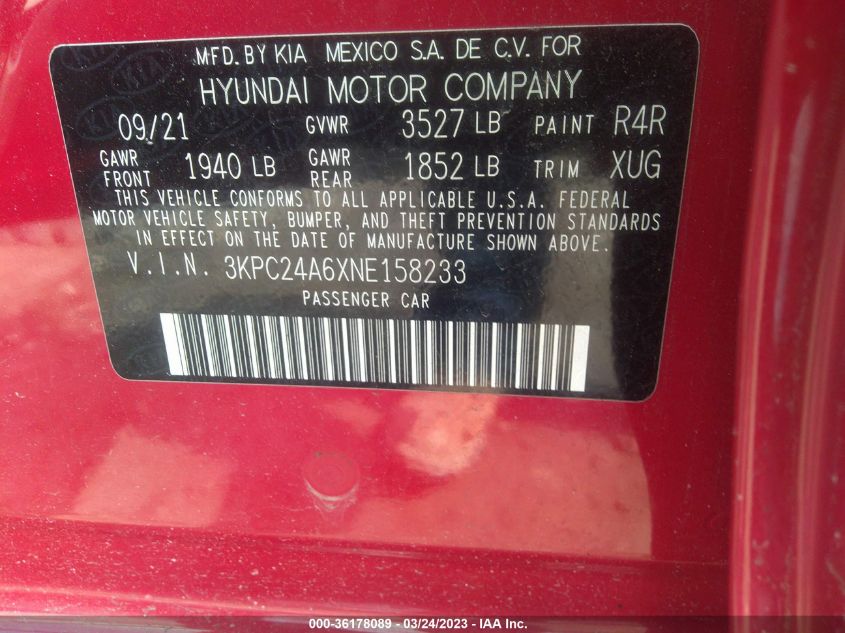 MFD. BY KIA MEXICO S.A. DE C.V. FOR
HYUNDAI MOTOR COMPANY
09/21 GVWR 3527 LB PAINT R4R
GAWR FRONT 1940 LB GAWR REAR 1852 LB TRIM XUG
THIS VEHICLE CONFORMS TO ALL APPLICABLE U.S.A. FEDERAL
MOTOR VEHICLE SAFETY, BUMPER, AND THEFT PREVENTION STANDARDS
IN EFFECT ON THE DATE OF MANUFACTURE SHOWN ABOVE.
V.I.N. 3KPC24A6XNE158233
PASSENGER CAR
000-36178089 - 03/24/2023 - IAA Inc.